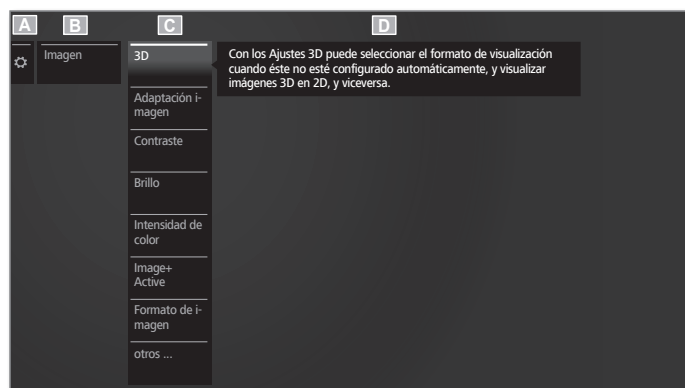 A B C D
Imagen
3D
Con los Ajustes 3D puede seleccionar el formato de visualización
cuando éste no esté configurado automáticamente, y visualizar
imágenes 3D en 2D, y viceversa.
Adaptación i-
magen
Contraste
Brillo
Intensidad de
color
Image+
Active
Formato de i-
magen
otros ...